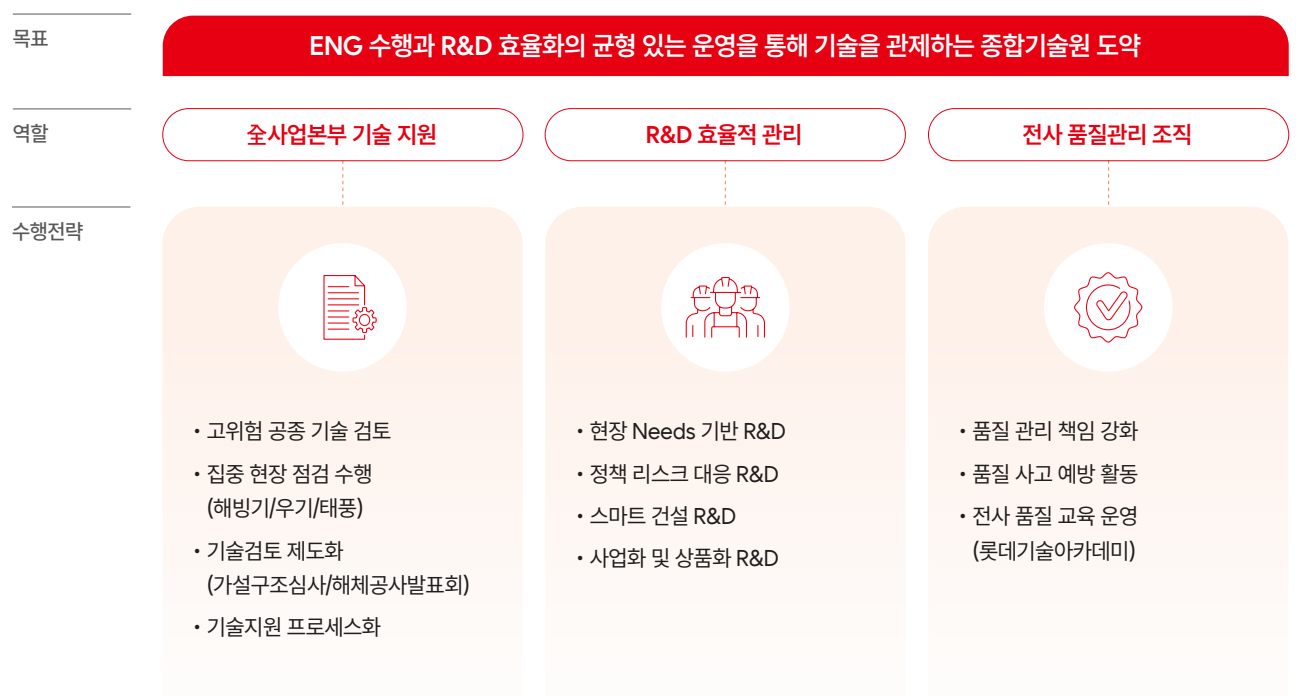 목표
ENG 수행과 R&D 효율화의 균형 있는 운영을 통해 기술을 관제하는 종합기술원 도약
역할
全사업본부 기술 지원
R&D 효율적 관리
전사 품질관리 조직
수행전략
• 고위험 공종 기술 검토
• 집중 현장 점검 수행
(해빙기/우기/태풍)
• 기술검토 제도화
(가설구조심사/해체공사발표회)
• 기술지원 프로세스화
• 현장 Needs 기반 R&D
• 정책 리스크 대응 R&D
• 스마트 건설 R&D
• 사업화 및 상품화 R&D
• 품질 관리 책임 강화
• 품질 사고 예방 활동
• 전사 품질 교육 운영
(롯데기술아카데미)